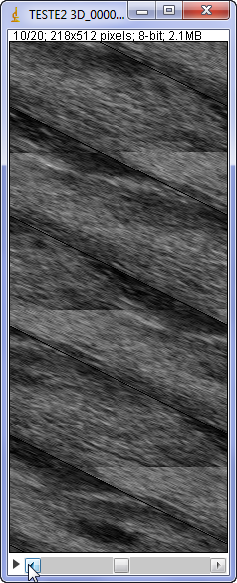 TESTE2 3D_0000...
10/20; 218x512 pixels; 8-bit; 2.1MB